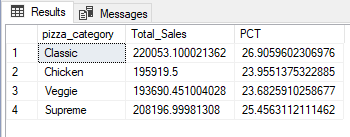 Results Messages
pizza_category Total_Sales PCT
1 Classic 220053.100021362 26.9059602306976
2 Chicken 195919.5 23.9551375322885
3 Veggie 193690.451004028 23.6825910258677
4 Supreme 208196.99981308 25.4563112111462